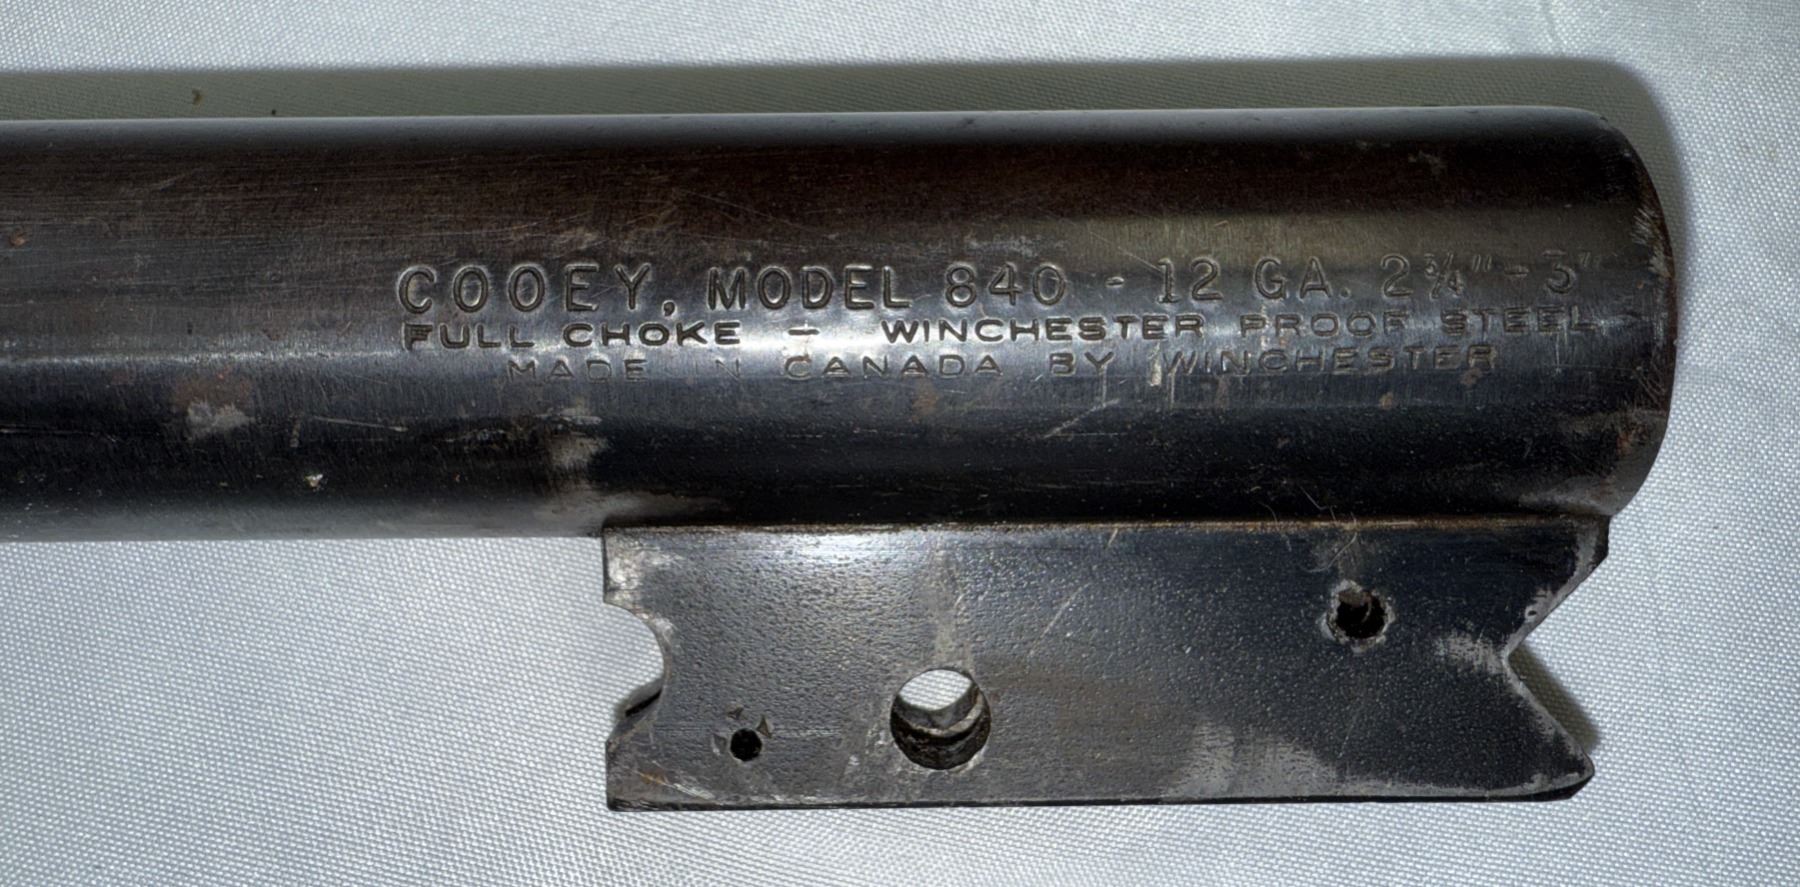 COOEY, MODEL 840 - 12 GA. 2¾"-3"
FULL CHOKE - WINCHESTER PROOF STEEL
MADE IN CANADA BY WINCHESTER